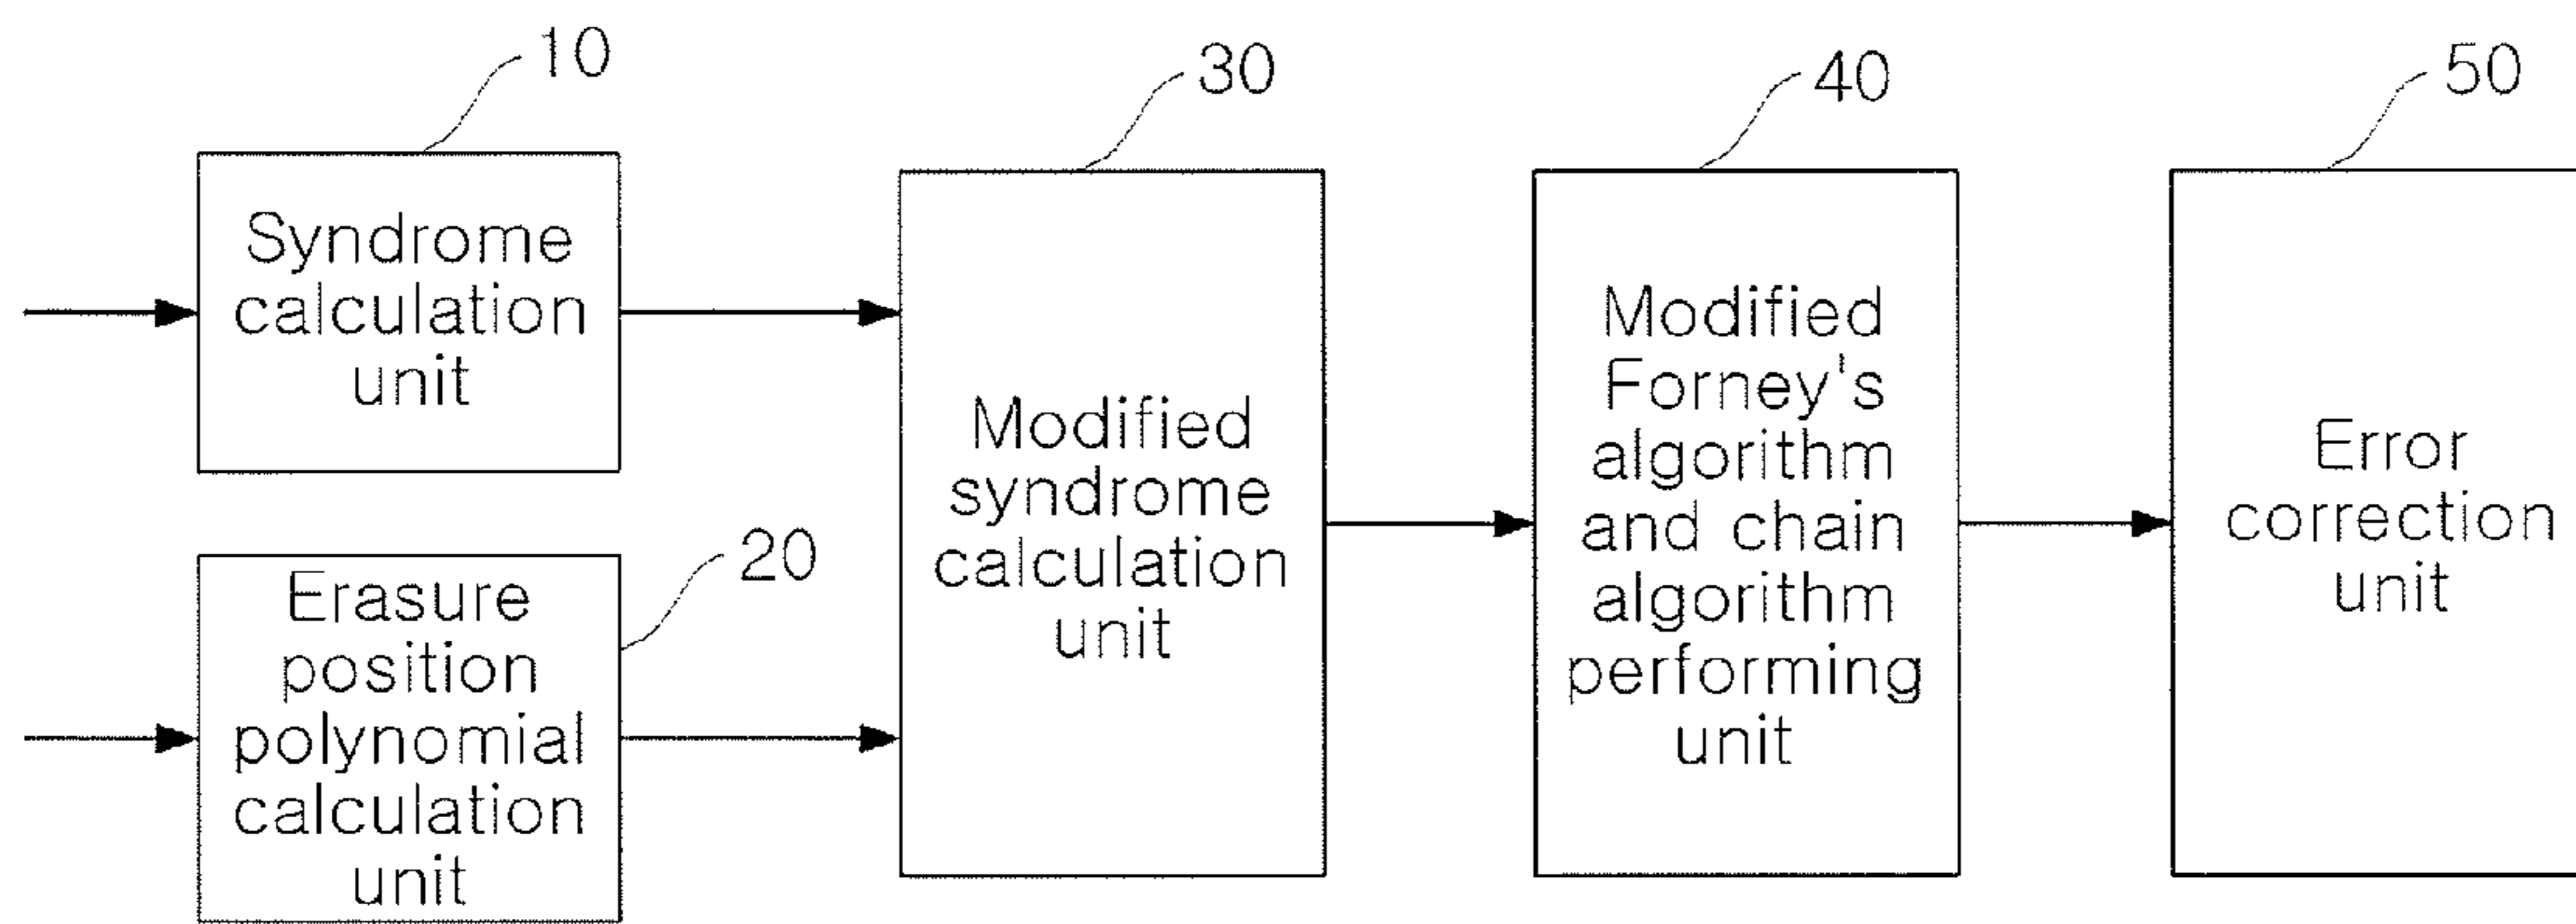 10
30
40
50
Syndrome
calculation
unit
Erasure
position
polynomial
calculation
unit
20
Modified
syndrome
calculation
unit
Modified
Forney's
algorithm
and chain
algorithm
performing
unit
Error
correction
unit